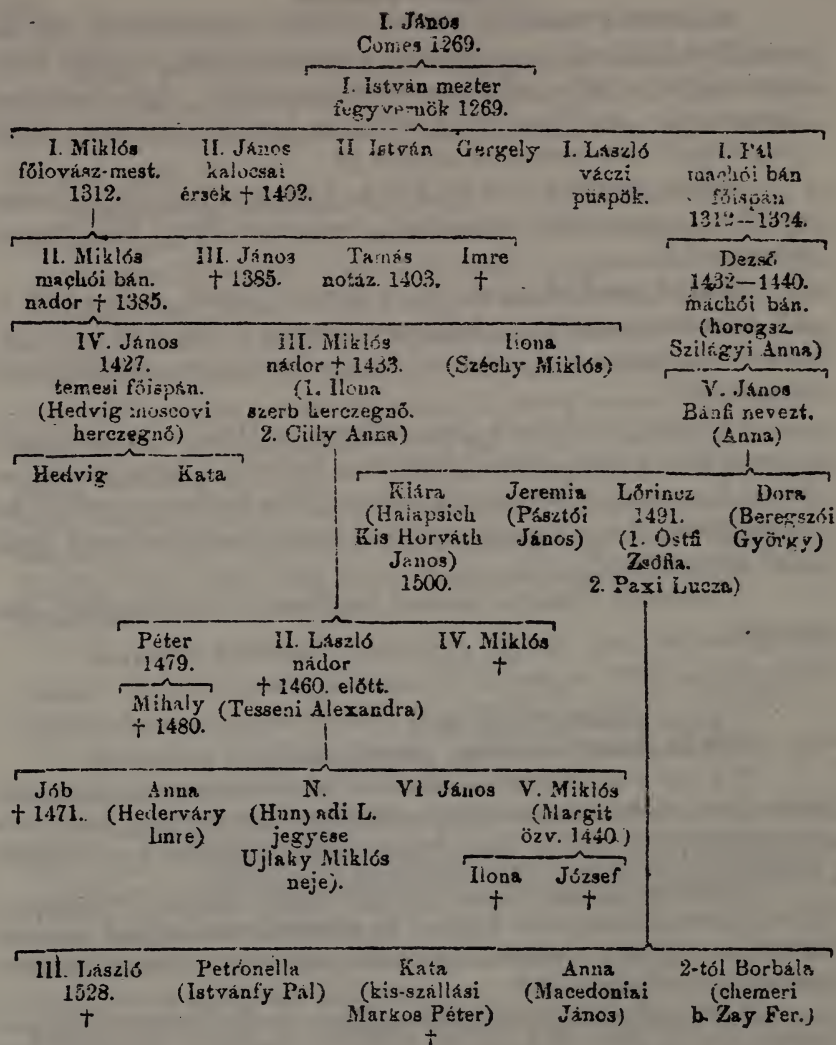 I. János
Comes 1269.
I. István mester
fegyvernök 1269.
I. Miklós
főlovász-mest.
1312.
II. János
kalocsai
érsek † 1402.
II István
Gergely
I. László
váczi
püspök.
I. Pál
machói bán
főispán
1312—1324.
II. Miklós
machói bán.
nador † 1385.
III. János
† 1385.
Tamás
notáz. 1403.
Imre
†
Dezső
1432—1440.
machói bán.
(horogsz.
Szilágyi Anna)
IV. János
1427.
temesi főispán.
(Hedvig moscovi
herczegnő)
III. Miklós
nádor † 1433.
(1. Ilona
szerb herczegnő.
2. Cilly Anna)
Ilona
(Széchy Miklós)
V. János
Bánfi nevezt.
(Anna)
Hedvig
Kata
Klára
(Halapsich
Kis Horváth
Janos)
1500.
Jeremia
(Pásztói
János)
Lőrincz
1491.
(1. Ostfi
Zsófia.
2. Paxi Lucza)
Dora
(Beregszói
György)
Péter
1479.
Mihaly
† 1480.
II. László
nádor
† 1460. előtt.
(Tesseni Alexandra)
IV. Miklós
†
Jób
† 1471.
Anna
(Hederváry
Imre)
N.
(Hunyadi L.
jegyese
Ujlaky Miklós
neje).
VI János
V. Miklós
(Margit
özv. 1440.)
Ilona
†
József
†
III. László
1528.
†
Petronella
(Istvánfy Pál)
Kata
(kis-szállási
Markos Péter)
†
Anna
(Macedoniai
János)
2-tól Borbála
(chemeri
b. Zay Fer.)